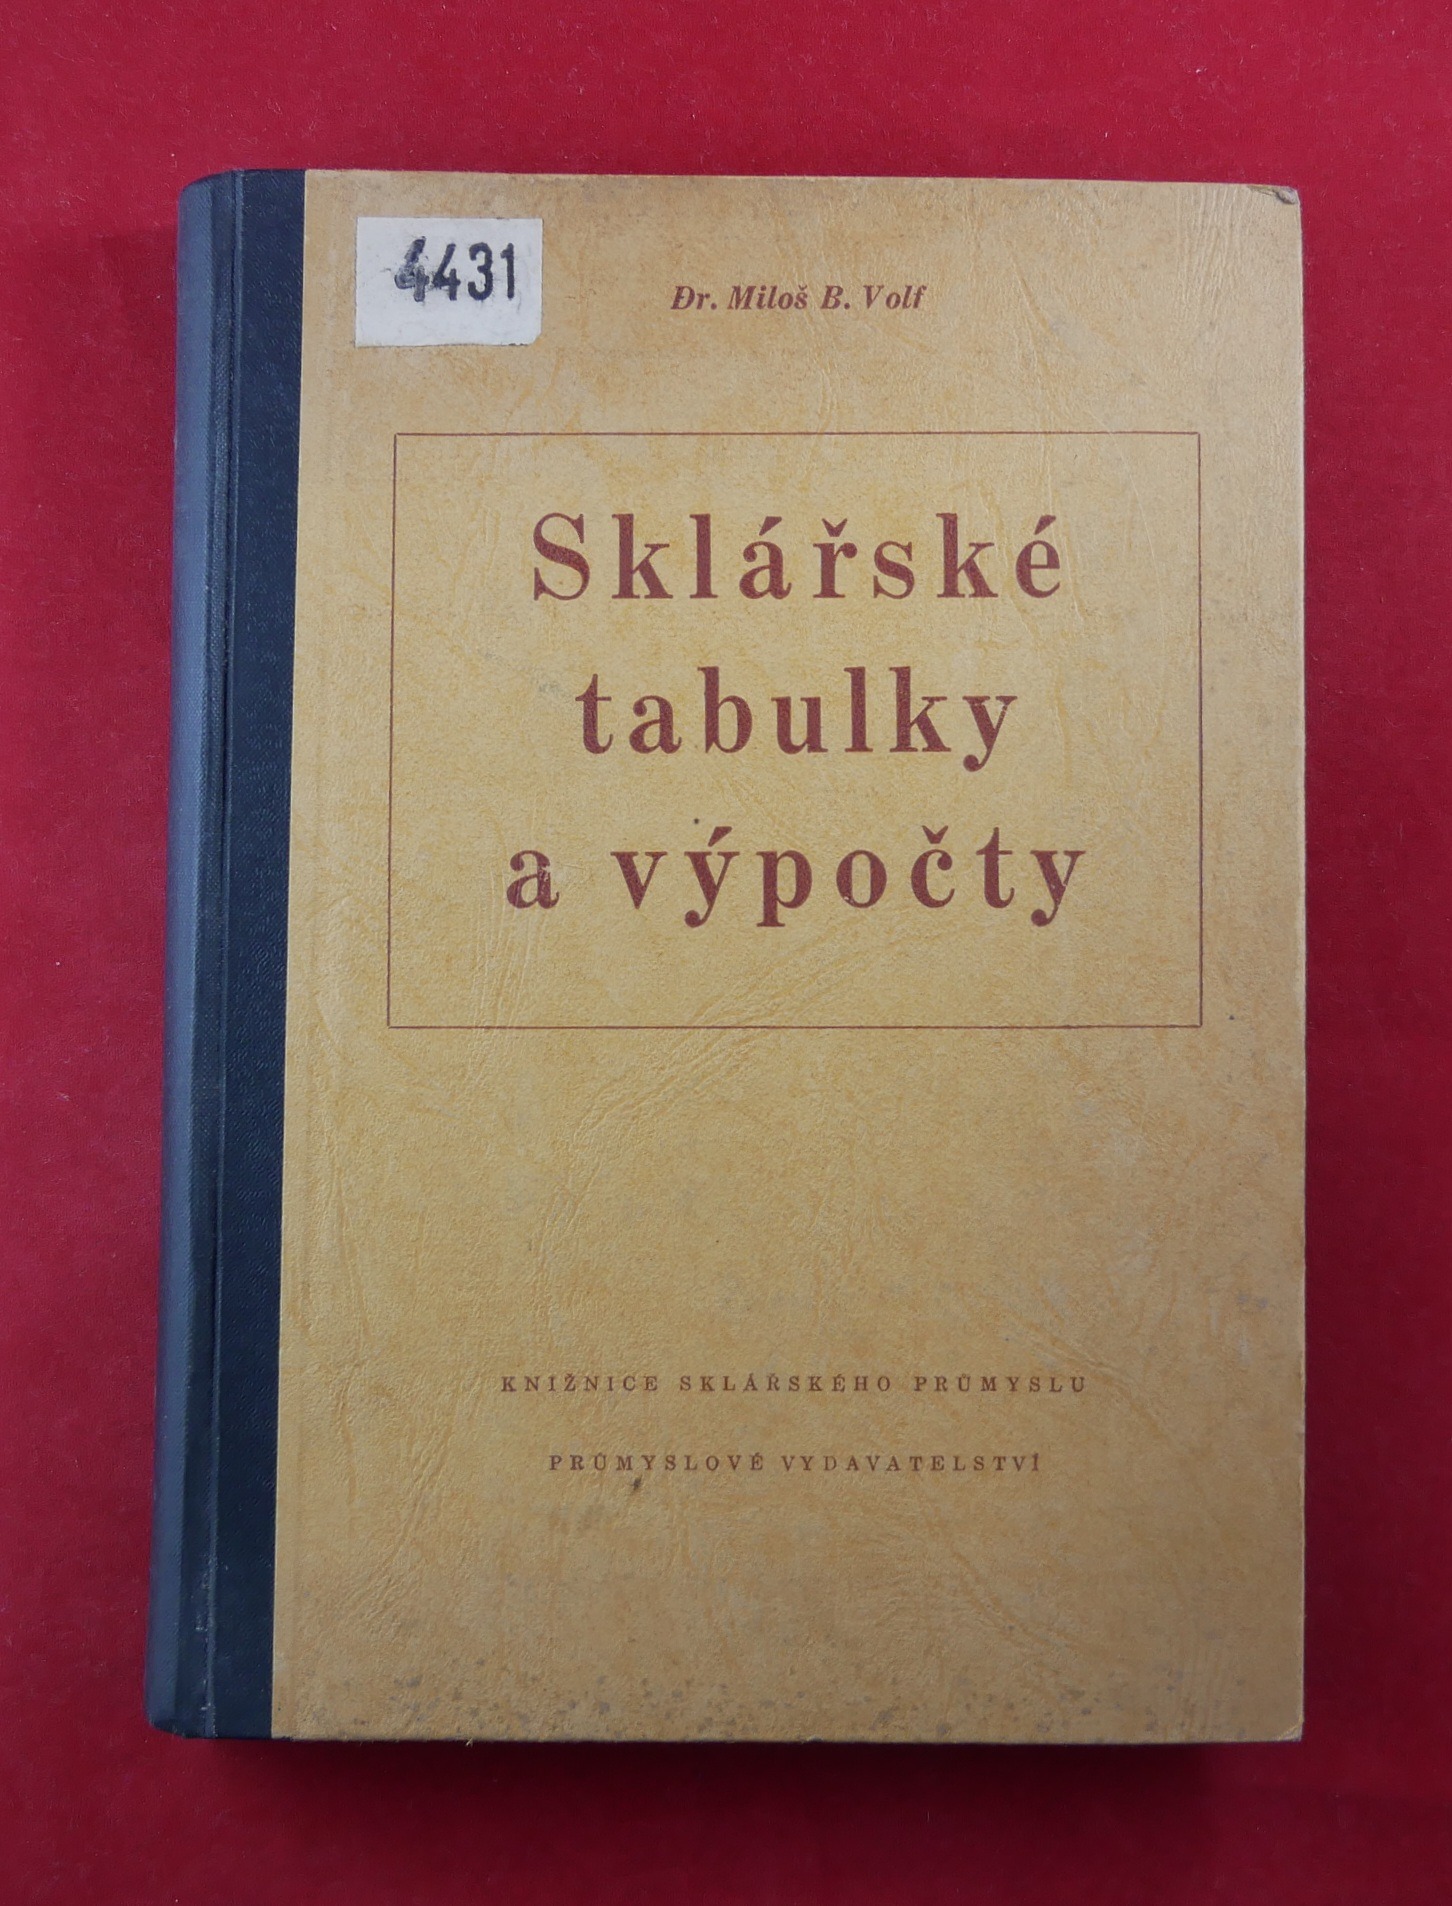 4431
Dr. Miloš B. Volf
Sklářské
tabulky
a výpočty
KNIŽNICE SKLÁŘSKÉHO PRŮMYSLU
PRŮMYSLOVÉ VYDAVATELSTVÍ